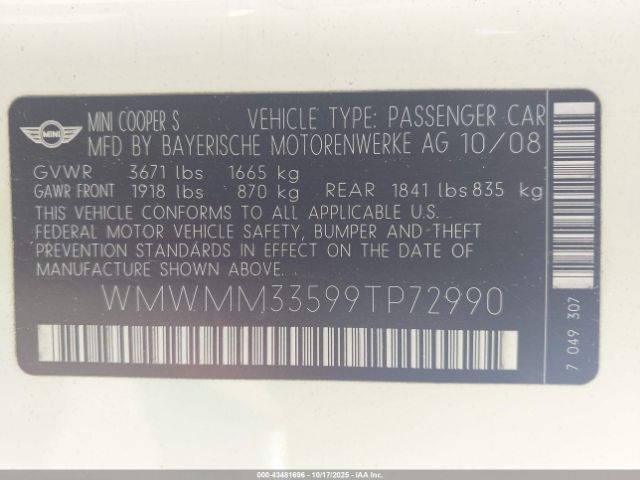 MINI
MINI COOPER S VEHICLE TYPE: PASSENGER CAR
MFD BY BAYERISCHE MOTORENWERKE AG 10/08
GVWR 3671 lbs 1665 kg
GAWR FRONT 1918 lbs 870 kg REAR 1841 lbs 835 kg
THIS VEHICLE CONFORMS TO ALL APPLICABLE U.S.
FEDERAL MOTOR VEHICLE SAFETY, BUMPER AND THEFT
PREVENTION STANDARDS IN EFFECT ON THE DATE OF
MANUFACTURE SHOWN ABOVE.
WMWMM33599TP72990
7 049 307
000-43481696 - 10/17/2025 - Copyright IAA, LLC.